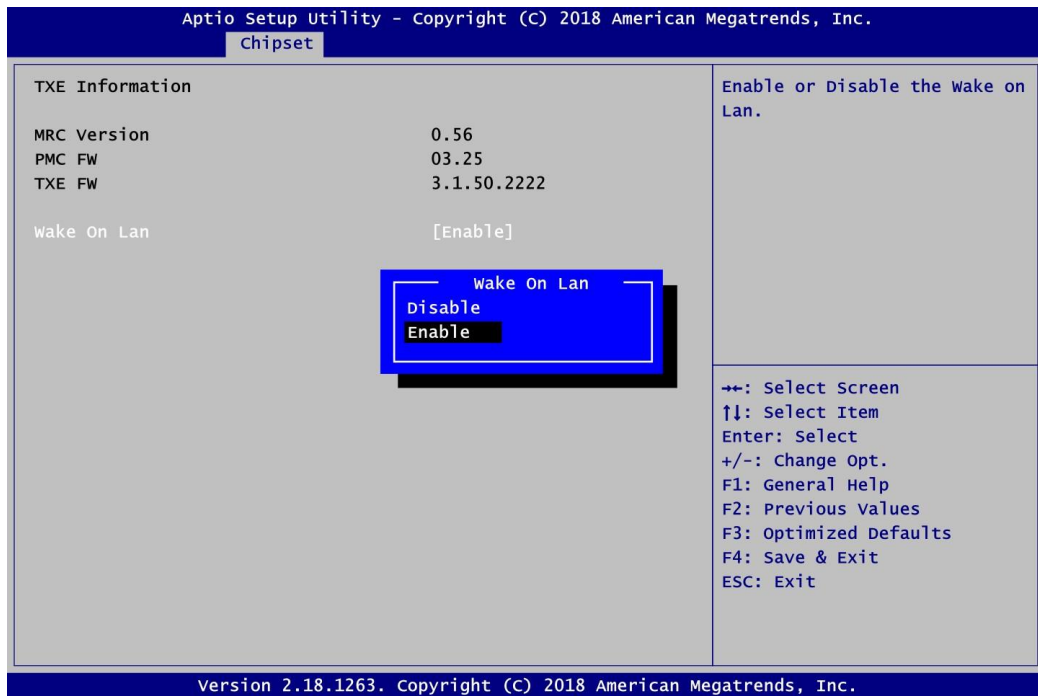 Aptio Setup Utility - Copyright (C) 2018 American Megatrends, Inc.
Chipset
TXE Information
MRC Version 0.56
PMC FW 03.25
TXE FW 3.1.50.2222
Wake On Lan [Enable]
Wake On Lan
Disable
Enable
Enable or Disable the Wake on
Lan.
→←: Select Screen
↑↓: Select Item
Enter: Select
+/-: Change Opt.
F1: General Help
F2: Previous Values
F3: Optimized Defaults
F4: Save & Exit
ESC: Exit
Version 2.18.1263. Copyright (C) 2018 American Megatrends, Inc.